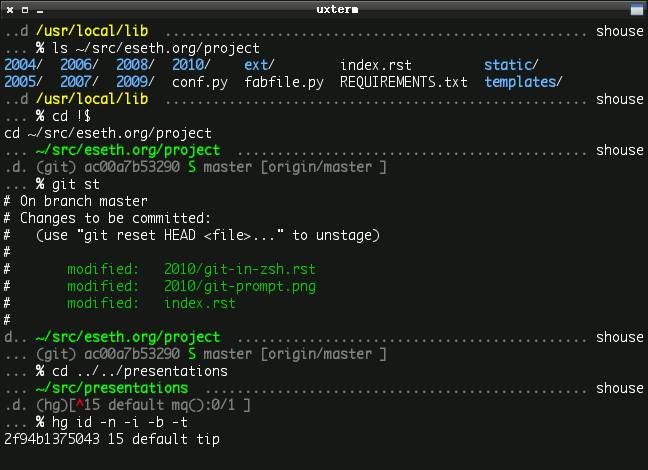 uxterm
..d /usr/local/lib ............................................... shouse
... % ls ~/src/eseth.org/project
2004/  2006/  2008/  2010/    ext/        index.rst        static/
2005/  2007/  2009/  conf.py  fabfile.py  REQUIREMENTS.txt  templates/
..d /usr/local/lib ............................................... shouse
... % cd !$
cd ~/src/eseth.org/project
... ~/src/eseth.org/project ......................................... shouse
.d. (git) ac00a7b53290 S master [origin/master ]
... % git st
# On branch master
# Changes to be committed:
#   (use "git reset HEAD <file>..." to unstage)
#
#       modified:   2010/git-in-zsh.rst
#       modified:   2010/git-prompt.png
#       modified:   index.rst
#
d.. ~/src/eseth.org/project ......................................... shouse
... (git) ac00a7b53290 S master [origin/master ]
... % cd ../../presentations
... ~/src/presentations ........................................... shouse
.d. (hg)[^15 default mq():0/1 ]
... % hg id -n -i -b -t
2f94b1375043 15 default tip